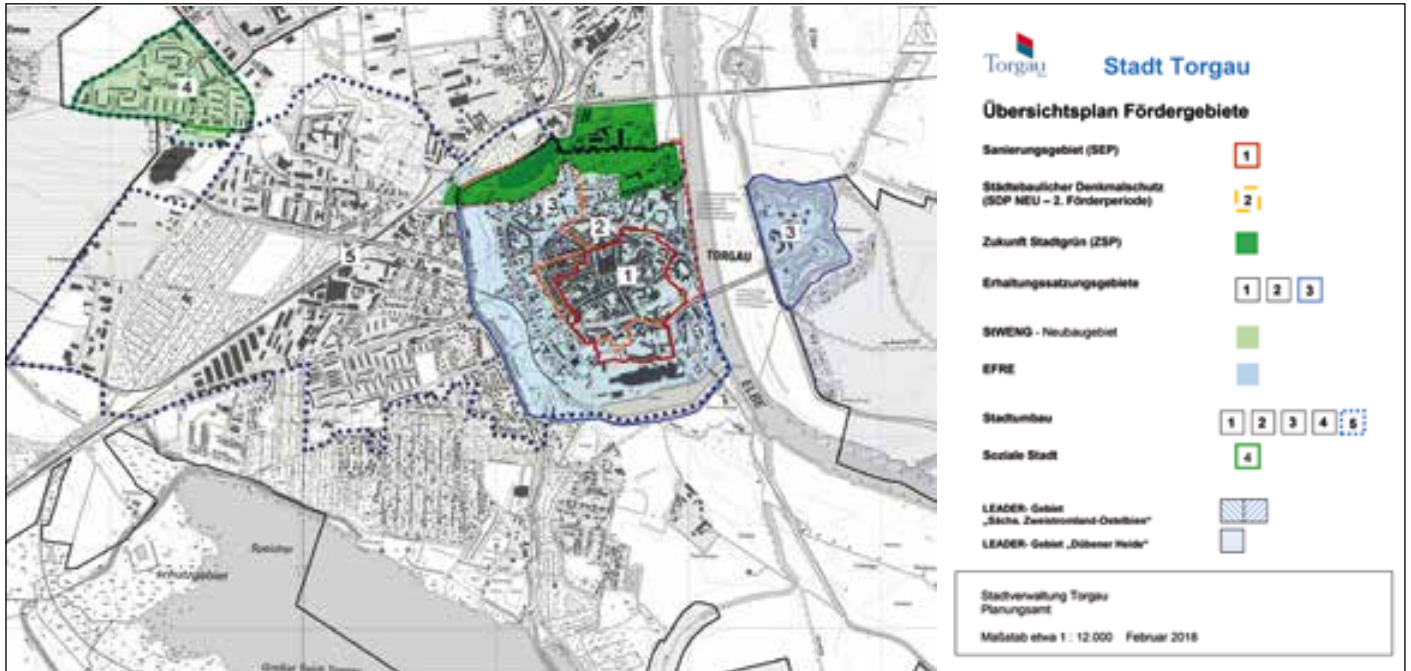 4
3
2
1
TORGAU
3
5
ELBE
Speicher
Torgau
Stadt Torgau
Übersichtsplan Fördergebiete
Sanierungsgebiet (SEP)
1
Städtebaulicher Denkmalschutz
(SDP NEU – 2. Förderperiode)
2
Zukunft Stadtgrün (ZSP)
Erhaltungssatzungsgebiete
1 2 3
StWENG - Neubaugebiet
EFRE
Stadtumbau
1 2 3 4 5
Soziale Stadt
4
LEADER- Gebiet
„Sächs. Zweistromland-Ostelbien“
LEADER- Gebiet „Dübener Heide“
Stadtverwaltung Torgau
Planungsamt
Maßstab etwa 1 : 12.000 Februar 2018